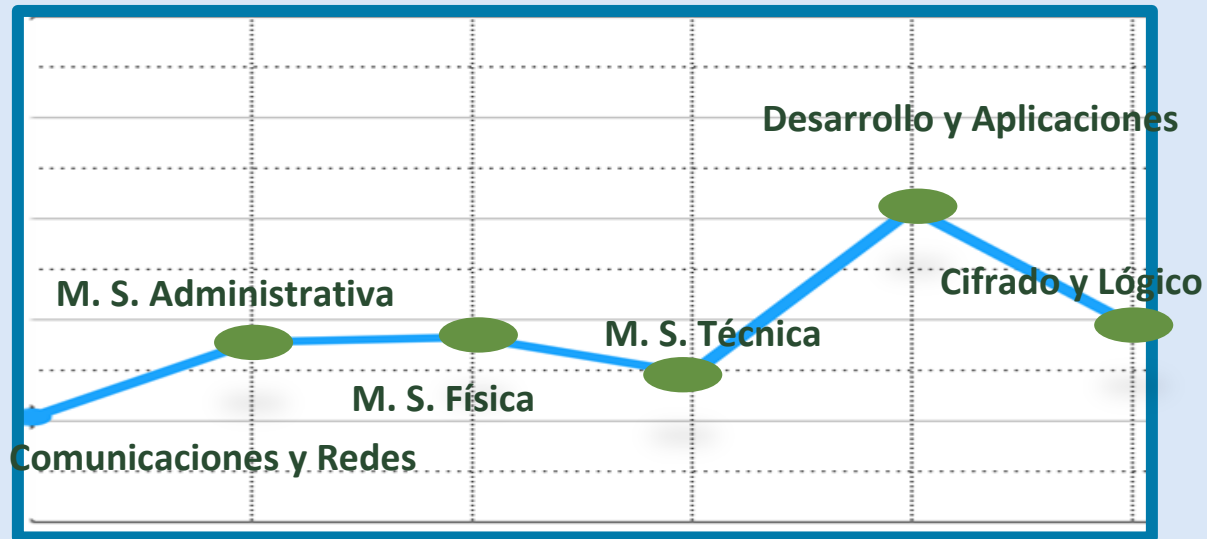 Desarrollo y Aplicaciones
M. S. Administrativa
Cifrado y Lógico
M. S. Técnica
M. S. Física
Comunicaciones y Redes